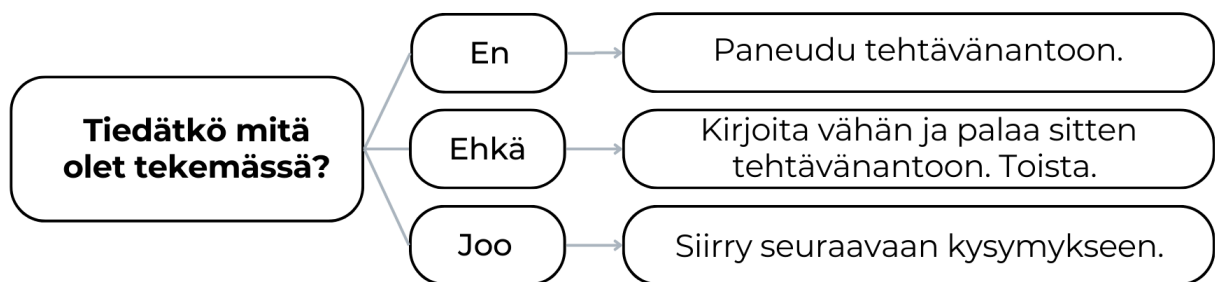 Tiedätkö mitä
olet tekemässä?
En
Paneudu tehtävänantoon.
Ehkä
Kirjoita vähän ja palaa sitten
tehtävänantoon. Toista.
Joo
Siirry seuraavaan kysymykseen.